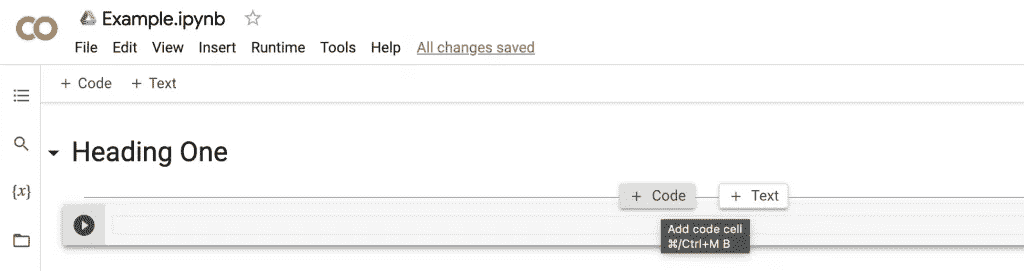 CO
Example.ipynb
File Edit View Insert Runtime Tools Help All changes saved
+ Code + Text
Heading One
{x}
+ Code + Text
Add code cell
⌘/Ctrl+M B